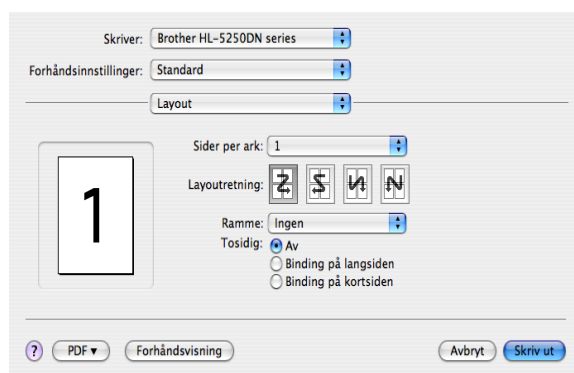 Skriver: Brother HL-5250DN series
Forhåndsinnstillinger: Standard
Layout
Sider per ark: 1
1
Layoutretning:
Ramme: Ingen
Tosidig: Av
Binding på langsiden
Binding på kortsiden
? PDF▼ Forhåndsvisning Avbryt Skriv ut